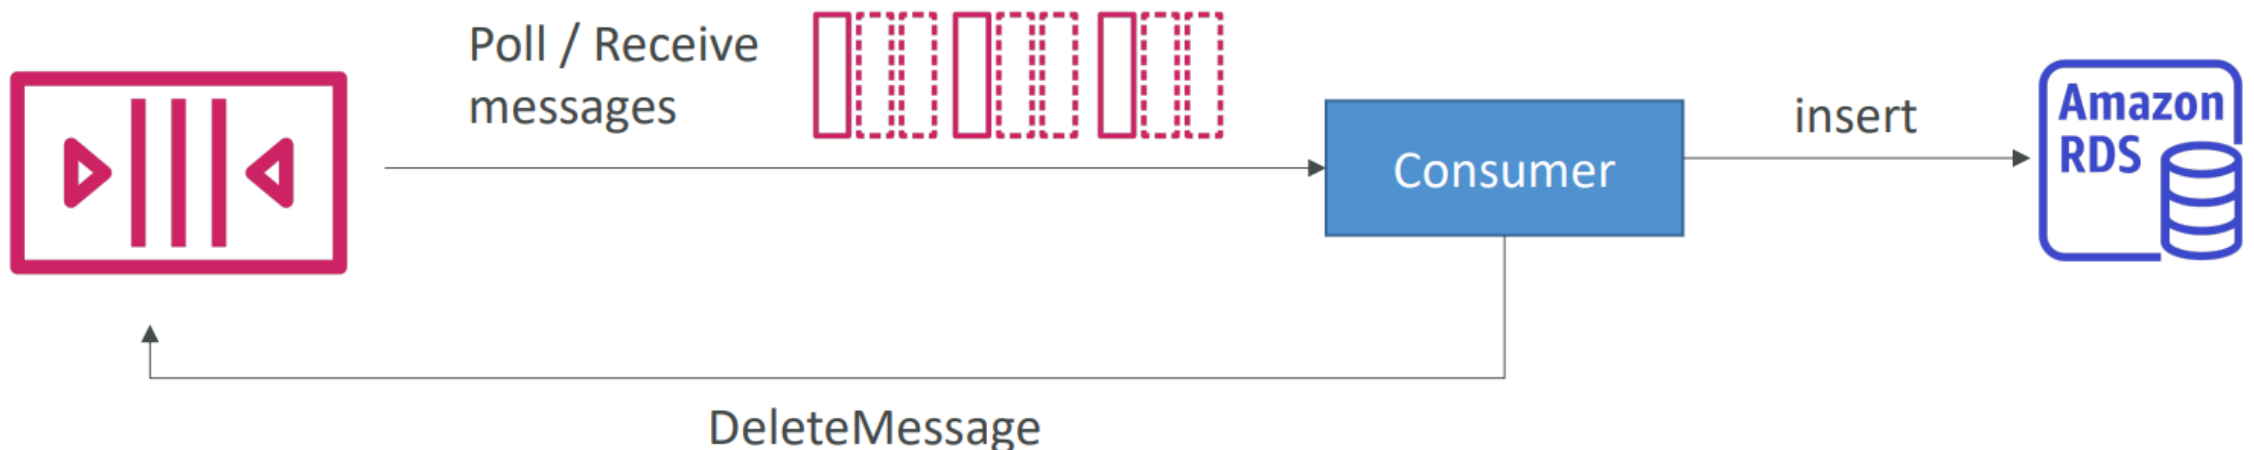 Poll / Receive
messages
Consumer
insert
Amazon
RDS
DeleteMessage